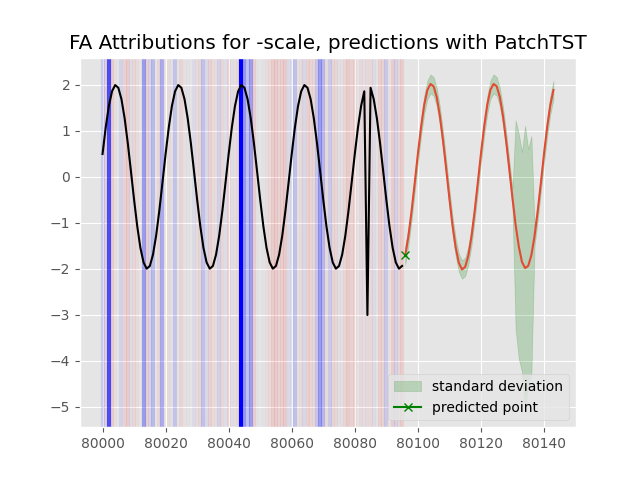 FA Attributions for -scale, predictions with PatchTST
2
1
0
−1
−2
−3
−4
−5
standard deviation
predicted point
80000 80020 80040 80060 80080 80100 80120 80140